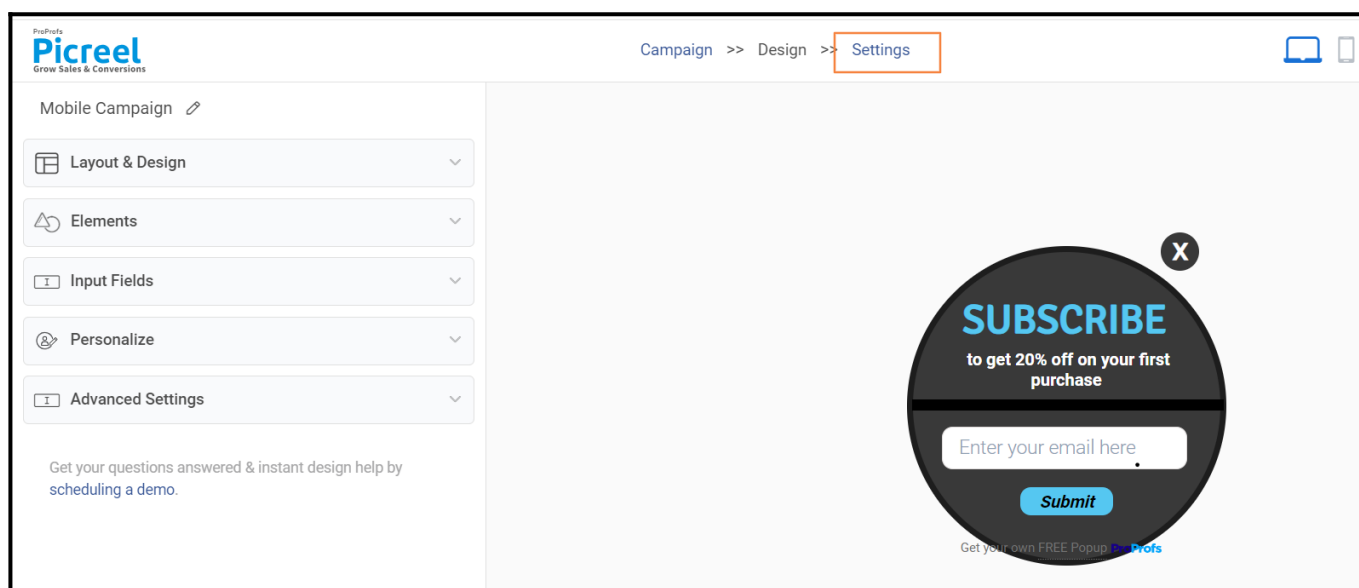 ProProfs
Picreel
Grow Sales & Conversions
Campaign >> Design >> Settings
Mobile Campaign
Layout & Design
Elements
Input Fields
Personalize
Advanced Settings
Get your questions answered & instant design help by
scheduling a demo.
X
SUBSCRIBE
to get 20% off on your first
purchase
Enter your email here
Submit
Get your own FREE Popup ProProfs